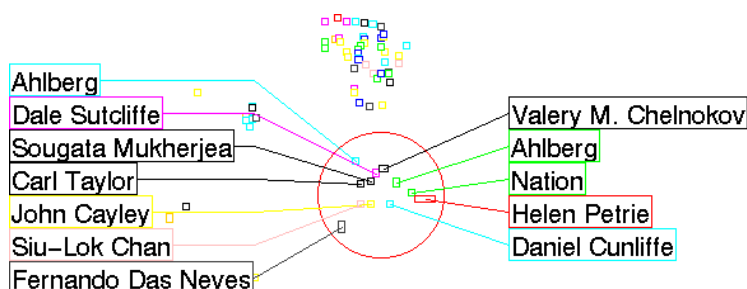 Ahlberg
Dale Sutcliffe
Sougata Mukherjea
Carl Taylor
John Cayley
Siu-Lok Chan
Fernando Das Neves
Valery M. Chelnokov
Ahlberg
Nation
Helen Petrie
Daniel Cunliffe